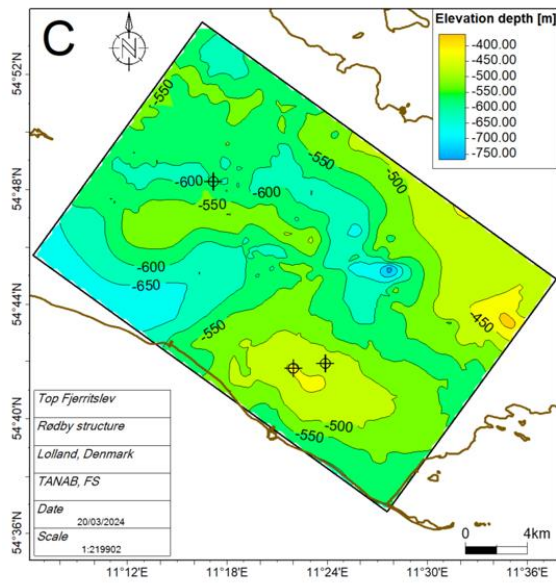 C
N
Elevation depth [m]
-400.00
-450.00
-500.00
-550.00
-600.00
-650.00
-700.00
-750.00
54°52'N
54°48'N
54°44'N
54°40'N
54°36'N
-550
-550
-500
-600
-600
-550
-600
-650
-450
-550
-500
-550
Top Fjerritslev
Rødby structure
Lolland, Denmark
TANAB, FS
Date
20/03/2024
Scale
1:219902
0 4km
11°12'E 11°18'E 11°24'E 11°30'E 11°36'E